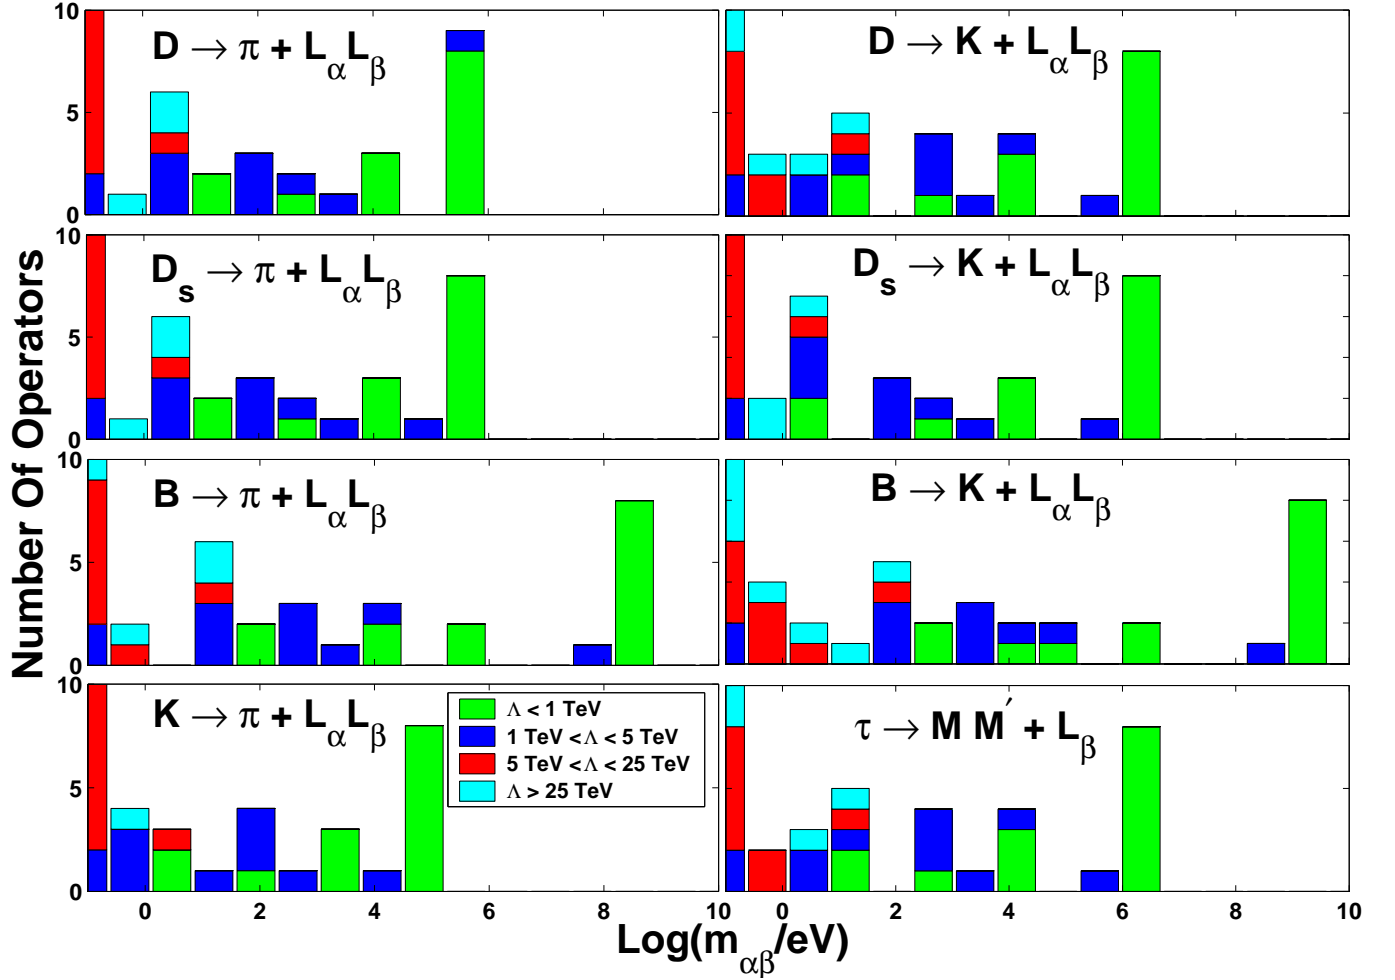 Number Of Operators
10
5
0
D → π + L_α L_β
D → K + L_α L_β
10
5
0
D_s → π + L_α L_β
D_s → K + L_α L_β
10
5
0
B → π + L_α L_β
B → K + L_α L_β
10
5
0
K → π + L_α L_β
Λ < 1 TeV
1 TeV <Λ < 5 TeV
5 TeV <Λ < 25 TeV
Λ > 25 TeV
τ → M M′ + L_β
0 2 4 6 8 10
0 2 4 6 8 10
Log(m_αβ/eV)